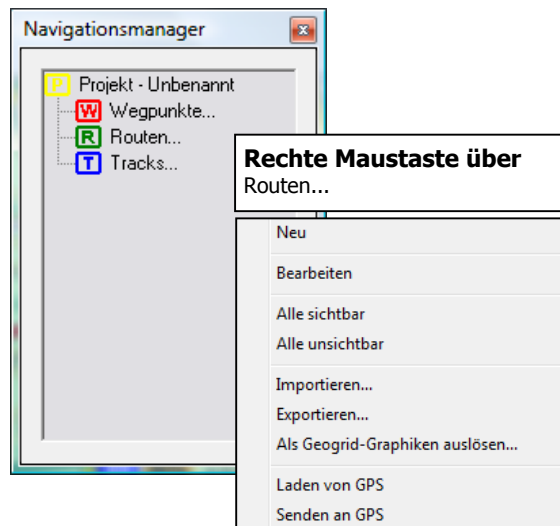 Navigationsmanager
P Projekt - Unbenannt
W Wegpunkte...
R Routen...
T Tracks...
Rechte Maustaste über
Routen...
Neu
Bearbeiten
Alle sichtbar
Alle unsichtbar
Importieren...
Exportieren...
Als Geogrid-Graphiken auslösen...
Laden von GPS
Senden an GPS